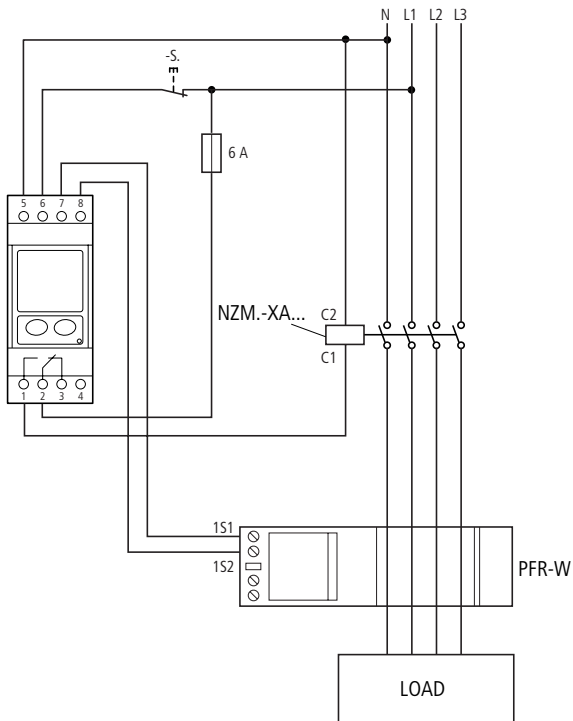 N L1 L2 L3
-S.
6 A
5 6 7 8
NZM.-XA...
C2
C1
1 2 3 4
1S1
1S2
PFR-W
LOAD